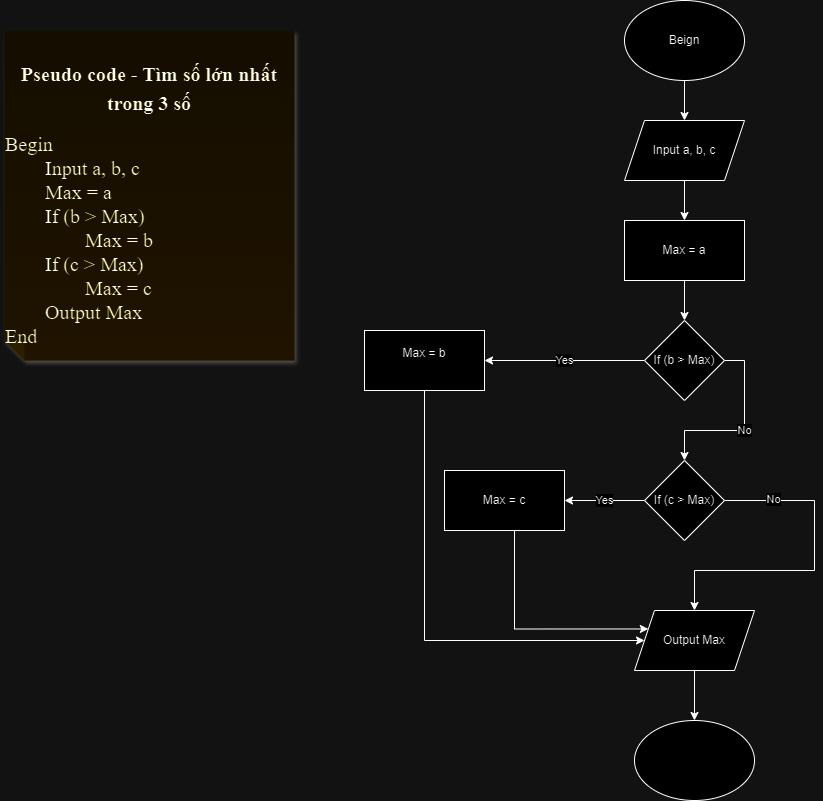 Pseudo code - Tìm số lớn nhất
trong 3 số
Begin
Input a, b, c
Max = a
If (b > Max)
Max = b
If (c > Max)
Max = c
Output Max
End
Beign
Input a, b, c
Max = a
If (b > Max)
Yes
Max = b
No
If (c > Max)
Yes
Max = c
No
Output Max